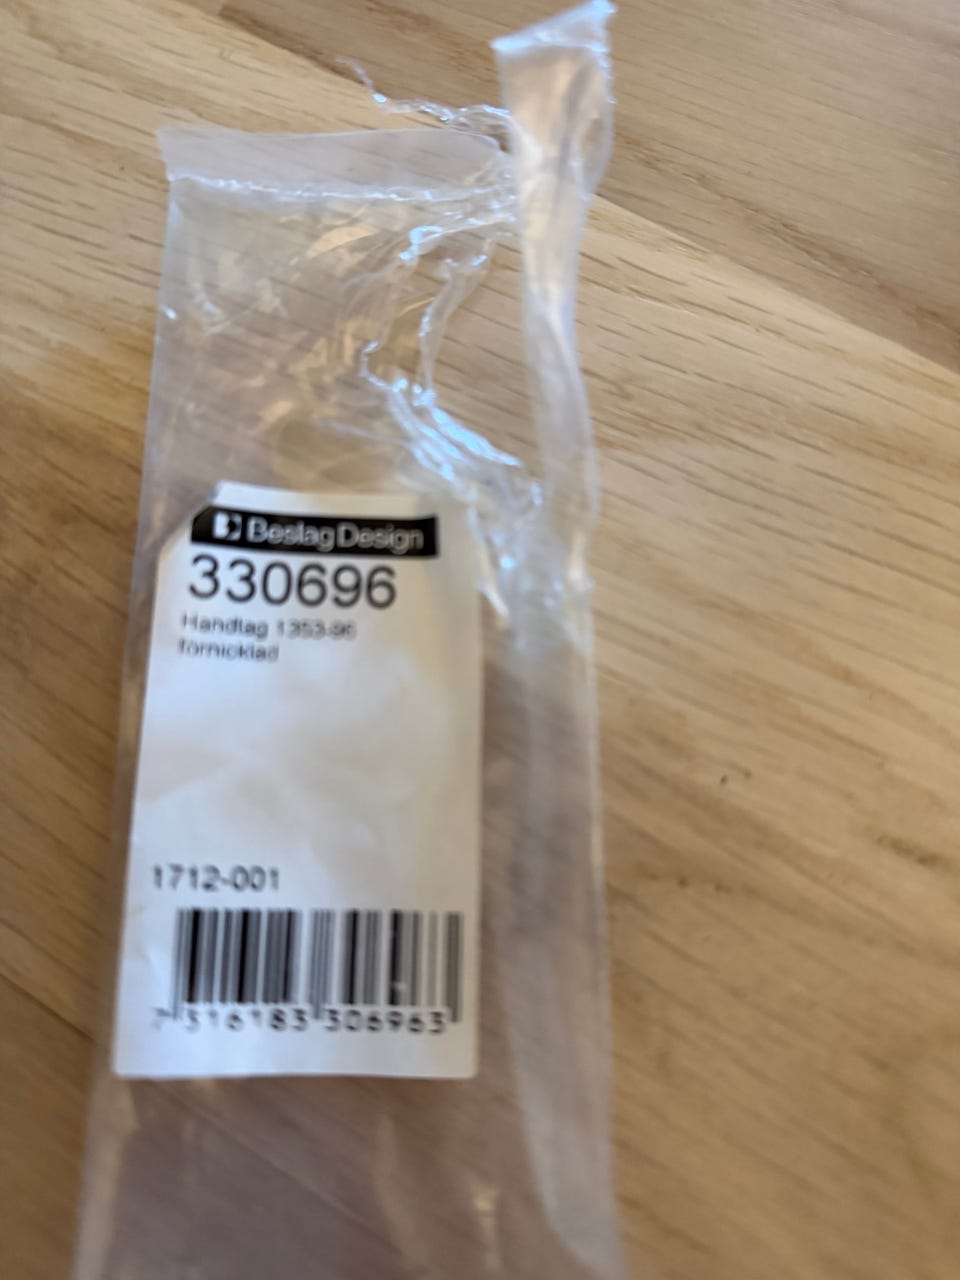 Beslag Design
330696
Handtag 1353-96
förnicklad
1712-001
7 316183 306963